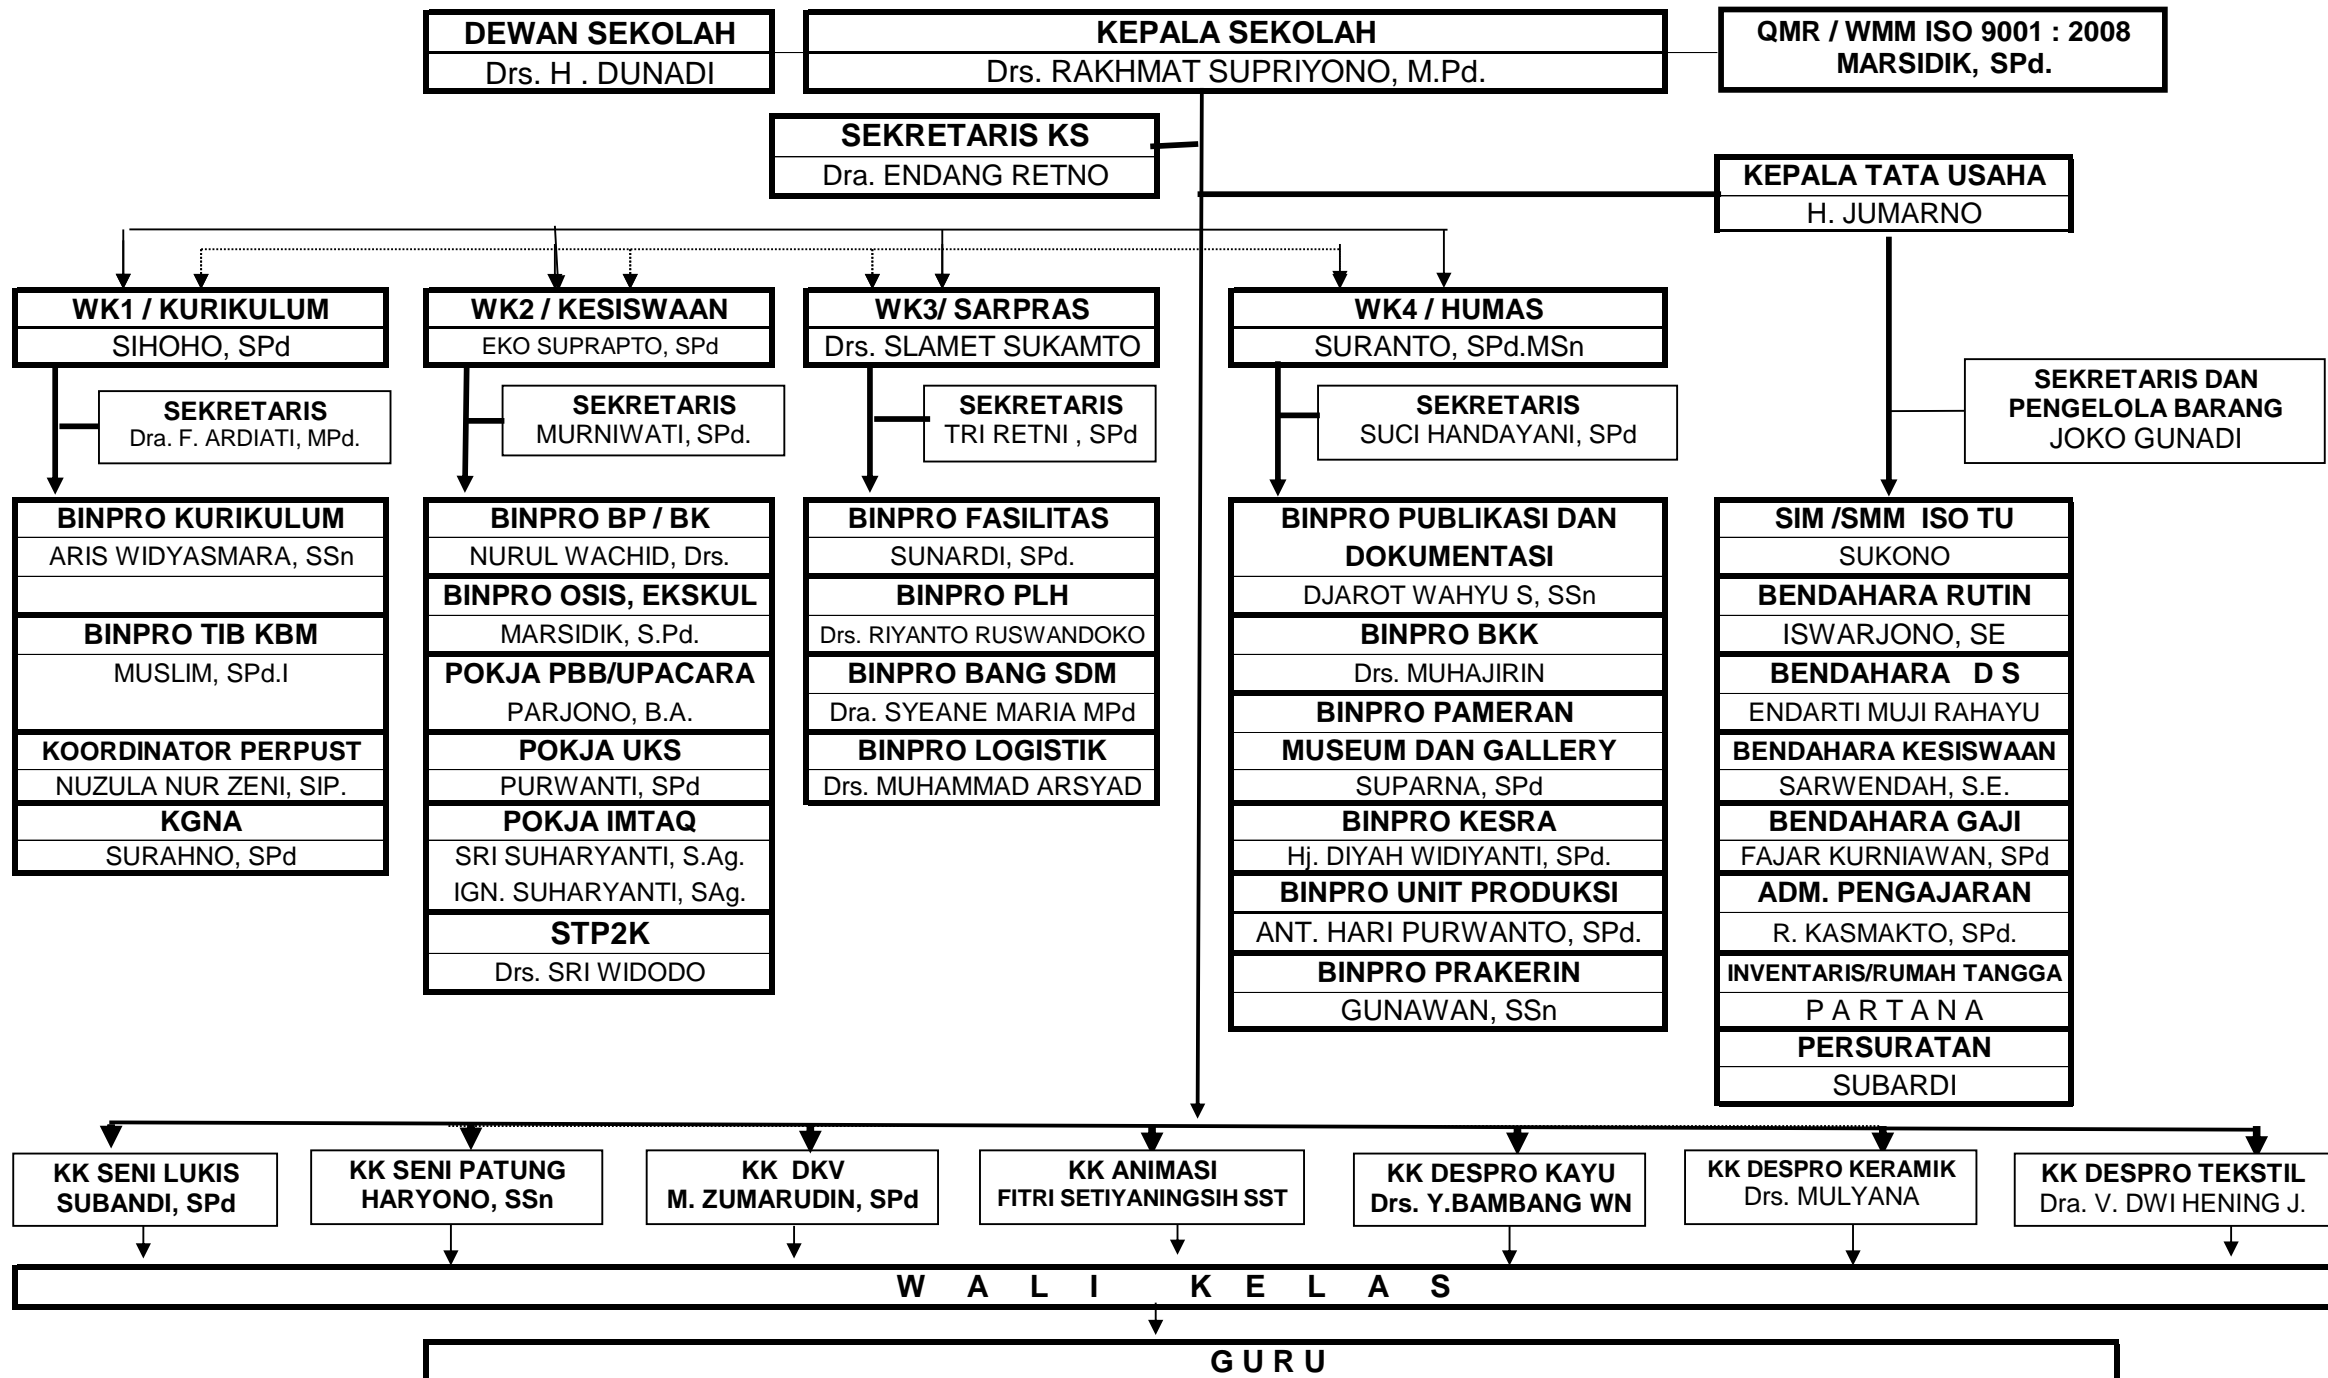 DEWAN SEKOLAH
Drs. H . DUNADI
KEPALA SEKOLAH
Drs. RAKHMAT SUPRIYONO, M.Pd.
QMR / WMM ISO 9001 : 2008
MARSIDIK, SPd.
SEKRETARIS KS
Dra. ENDANG RETNO
KEPALA TATA USAHA
H. JUMARNO
WK1 / KURIKULUM
SIHOHO, SPd
WK2 / KESISWAAN
EKO SUPRAPTO, SPd
WK3/ SARPRAS
Drs. SLAMET SUKAMTO
WK4 / HUMAS
SURANTO, SPd.MSn
SEKRETARIS
Dra. F. ARDIATI, MPd.
SEKRETARIS
MURNIWATI, SPd.
SEKRETARIS
TRI RETNI , SPd
SEKRETARIS
SUCI HANDAYANI, SPd
SEKRETARIS DAN
PENGELOLA BARANG
JOKO GUNADI
BINPRO KURIKULUM
ARIS WIDYASMARA, SSn
BINPRO TIB KBM
MUSLIM, SPd.I
KOORDINATOR PERPUST
NUZULA NUR ZENI, SIP.
KGNA
SURAHNO, SPd
BINPRO BP / BK
NURUL WACHID, Drs.
BINPRO OSIS, EKSKUL
MARSIDIK, S.Pd.
POKJA PBB/UPACARA
PARJONO, B.A.
POKJA UKS
PURWANTI, SPd
POKJA IMTAQ
SRI SUHARYANTI, S.Ag.
IGN. SUHARYANTI, SAg.
STP2K
Drs. SRI WIDODO
BINPRO FASILITAS
SUNARDI, SPd.
BINPRO PLH
Drs. RIYANTO RUSWANDOKO
BINPRO BANG SDM
Dra. SYEANE MARIA MPd
BINPRO LOGISTIK
Drs. MUHAMMAD ARSYAD
BINPRO PUBLIKASI DAN
DOKUMENTASI
DJAROT WAHYU S, SSn
BINPRO BKK
Drs. MUHAJIRIN
BINPRO PAMERAN
MUSEUM DAN GALLERY
SUPARNA, SPd
BINPRO KESRA
Hj. DIYAH WIDIYANTI, SPd.
BINPRO UNIT PRODUKSI
ANT. HARI PURWANTO, SPd.
BINPRO PRAKERIN
GUNAWAN, SSn
SIM /SMM ISO TU
SUKONO
BENDAHARA RUTIN
ISWARJONO, SE
BENDAHARA D S
ENDARTI MUJI RAHAYU
BENDAHARA KESISWAAN
SARWENDAH, S.E.
BENDAHARA GAJI
FAJAR KURNIAWAN, SPd
ADM. PENGAJARAN
R. KASMAKTO, SPd.
INVENTARIS/RUMAH TANGGA
P A R T A N A
PERSURATAN
SUBARDI
KK SENI LUKIS
SUBANDI, SPd
KK SENI PATUNG
HARYONO, SSn
KK DKV
M. ZUMARUDIN, SPd
KK ANIMASI
FITRI SETIYANINGSIH SST
KK DESPRO KAYU
Drs. Y.BAMBANG WN
KK DESPRO KERAMIK
Drs. MULYANA
KK DESPRO TEKSTIL
Dra. V. DWI HENING J.
W A L I K E L A S
G U R U